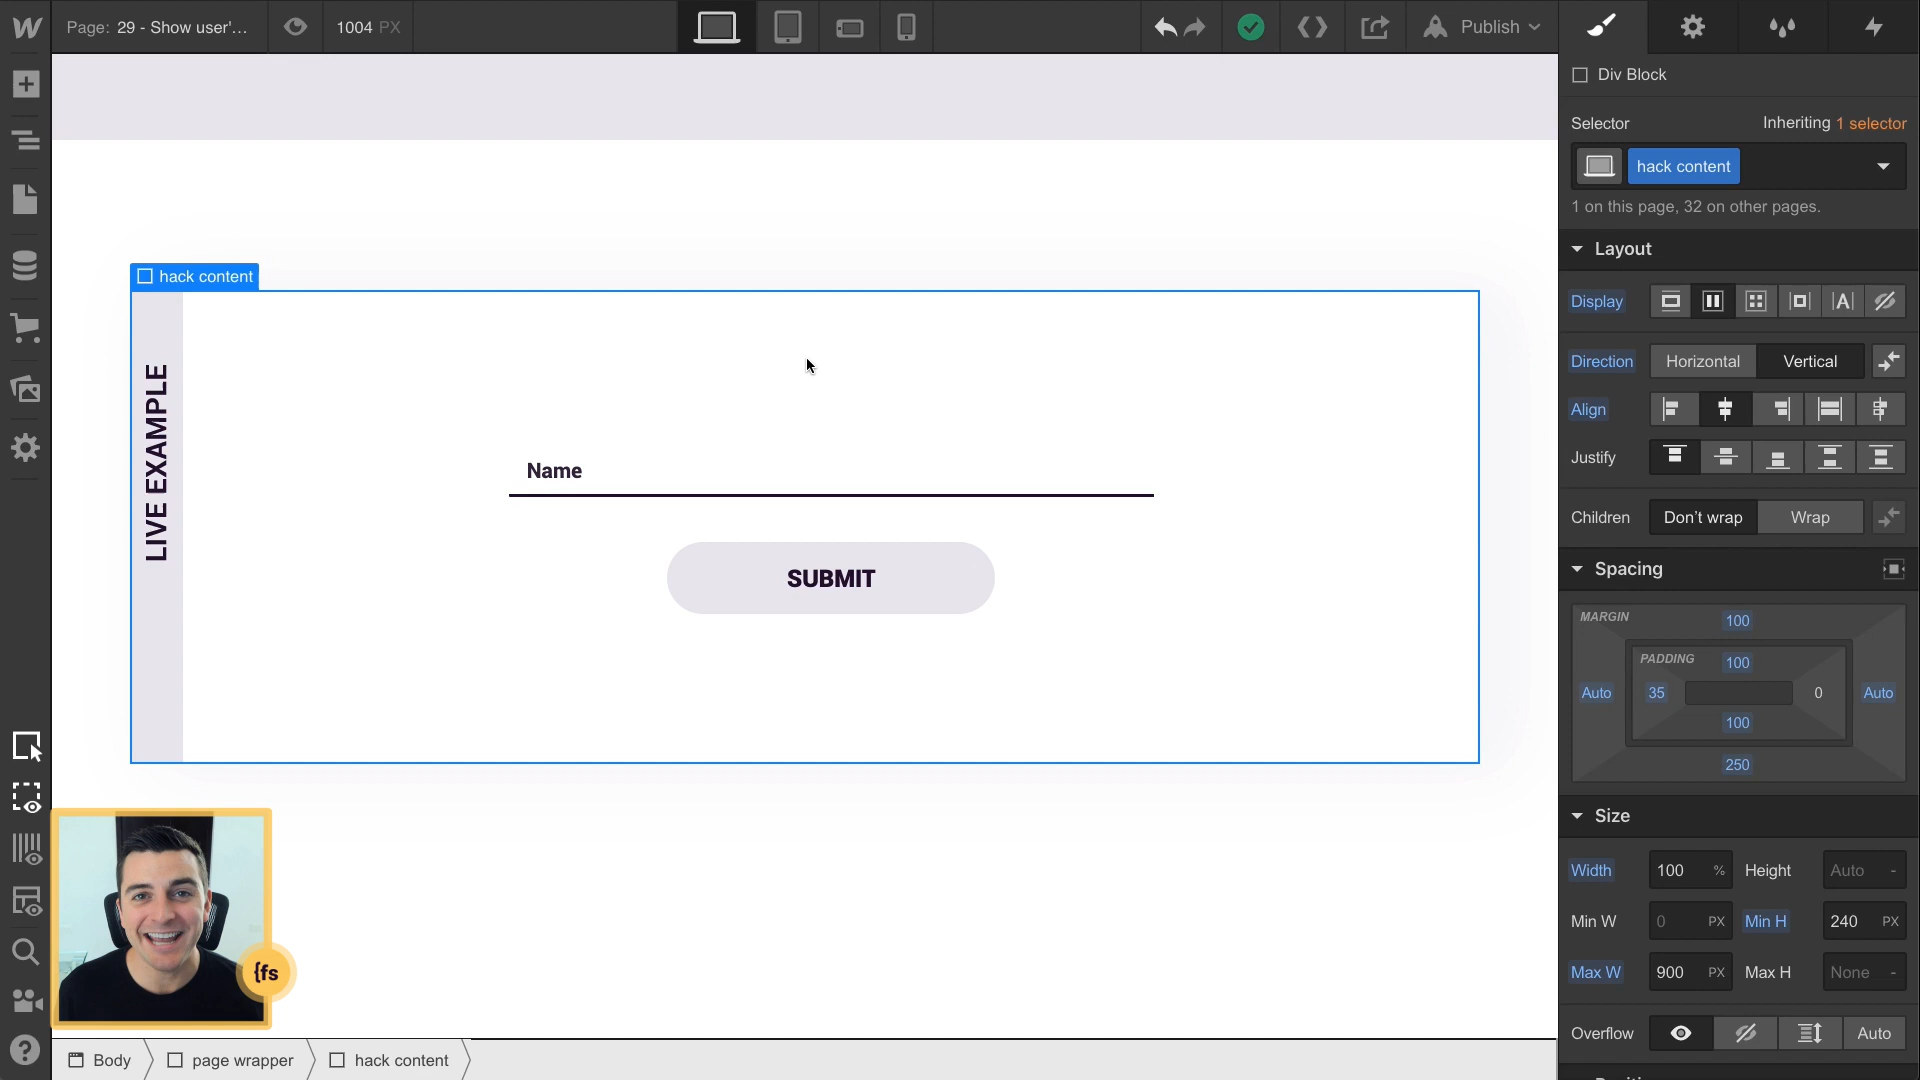 Page: 29 - Show user'...
1004 PX
Publish
Div Block
Selector
Inheriting 1 selector
hack content
1 on this page, 32 on other pages.
Layout
Display
Direction
Horizontal
Vertical
Align
Justify
Children
Don't wrap
Wrap
Spacing
MARGIN
100
PADDING
100
Auto
35
0
Auto
100
250
Size
Width
100 %
Height
Auto -
Min W
0 PX
Min H
240 PX
Max W
900 PX
Max H
None -
Overflow
Auto
hack content
LIVE EXAMPLE
Name
SUBMIT
{fs
Body
page wrapper
hack content